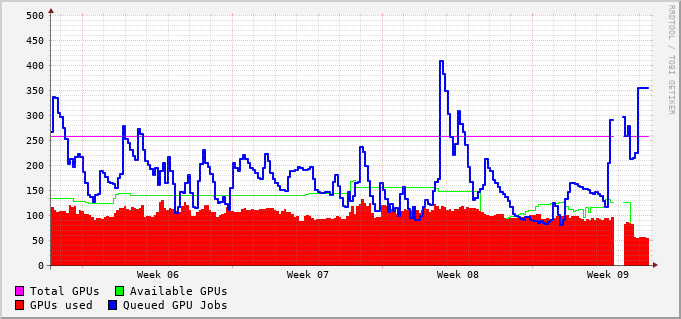 RRDTOOL / TOBI OETIKER
500
450
400
350
300
250
200
150
100
50
0
Week 06 Week 07 Week 08 Week 09
Total GPUs Available GPUs
GPUs used Queued GPU Jobs